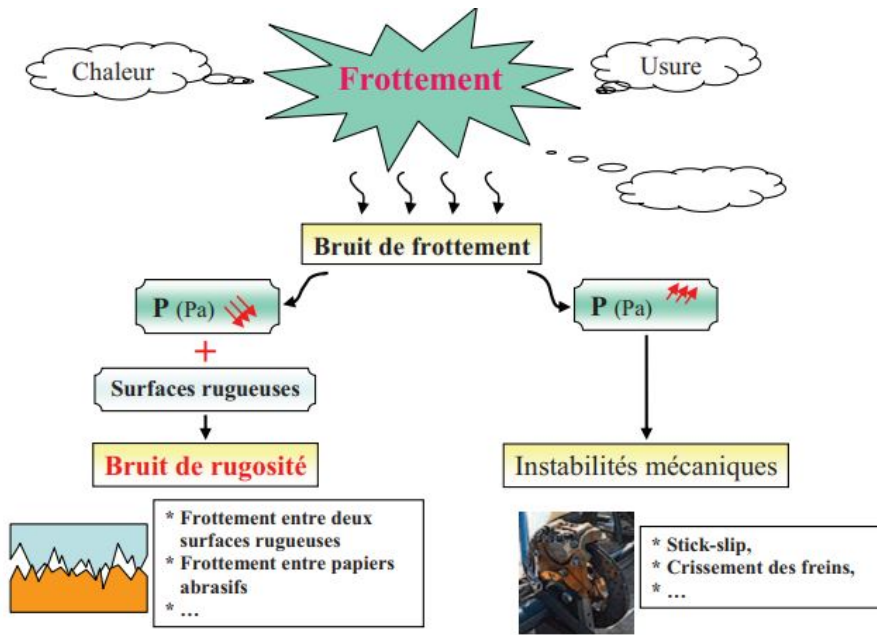 Chaleur
Frottement
Usure
Bruit de frottement
P (Pa)
P (Pa)
+
Surfaces rugueuses
Bruit de rugosité
Instabilités mécaniques
* Frottement entre deux
surfaces rugueuses
* Frottement entre papiers
abrasifs
* …
* Stick-slip,
* Crissement des freins,
* …